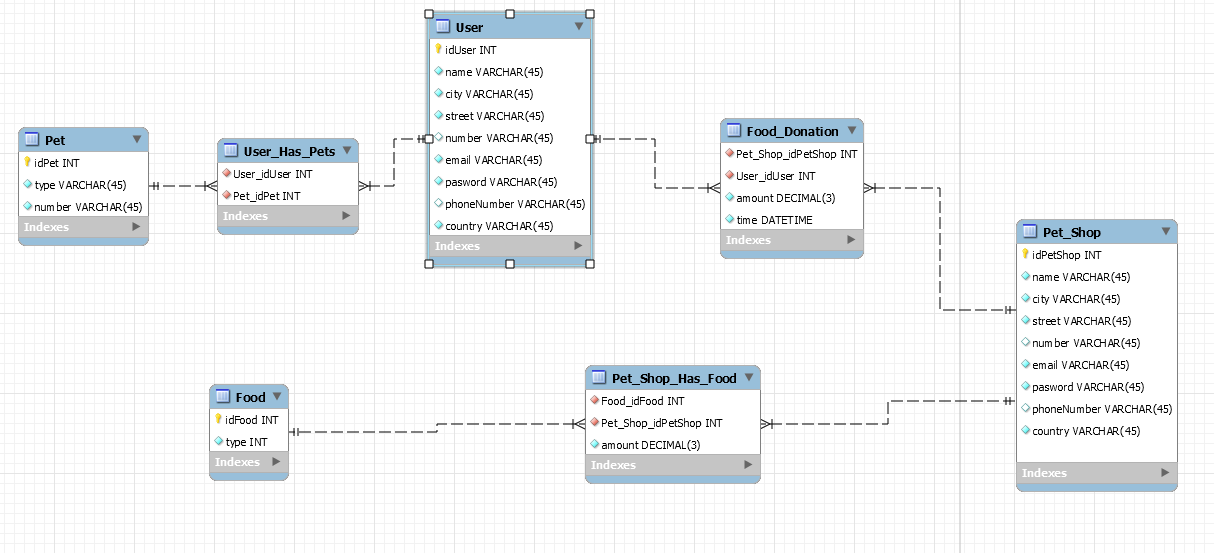 User
idUser INT
name VARCHAR(45)
city VARCHAR(45)
street VARCHAR(45)
number VARCHAR(45)
email VARCHAR(45)
pasword VARCHAR(45)
phoneNumber VARCHAR(45)
country VARCHAR(45)
Indexes
Pet
idPet INT
type VARCHAR(45)
number VARCHAR(45)
Indexes
User_Has_Pets
User_idUser INT
Pet_idPet INT
Indexes
Food_Donation
Pet_Shop_idPetShop INT
User_idUser INT
amount DECIMAL(3)
time DATETIME
Indexes
Pet_Shop
idPetShop INT
name VARCHAR(45)
city VARCHAR(45)
street VARCHAR(45)
number VARCHAR(45)
email VARCHAR(45)
pasword VARCHAR(45)
phoneNumber VARCHAR(45)
country VARCHAR(45)
Indexes
Food
idFood INT
type INT
Indexes
Pet_Shop_Has_Food
Food_idFood INT
Pet_Shop_idPetShop INT
amount DECIMAL(3)
Indexes